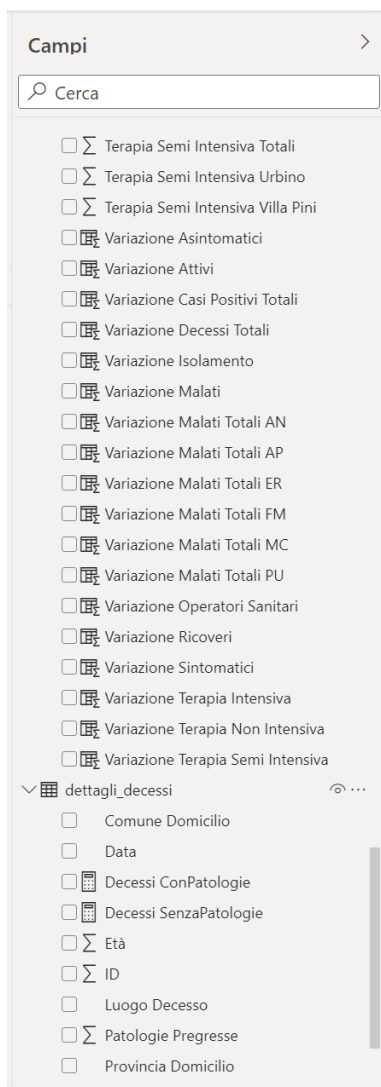 Campi
Cerca
Terapia Semi Intensiva Totali
Terapia Semi Intensiva Urbino
Terapia Semi Intensiva Villa Pini
Variazione Asintomatici
Variazione Attivi
Variazione Casi Positivi Totali
Variazione Decessi Totali
Variazione Isolamento
Variazione Malati
Variazione Malati Totali AN
Variazione Malati Totali AP
Variazione Malati Totali ER
Variazione Malati Totali FM
Variazione Malati Totali MC
Variazione Malati Totali PU
Variazione Operatori Sanitari
Variazione Ricoveri
Variazione Sintomatici
Variazione Terapia Intensiva
Variazione Terapia Non Intensiva
Variazione Terapia Semi Intensiva
dettagli_decessi
Comune Domicilio
Data
Decessi ConPatologie
Decessi SenzaPatologie
Età
ID
Luogo Decesso
Patologie Pregresse
Provincia Domicilio